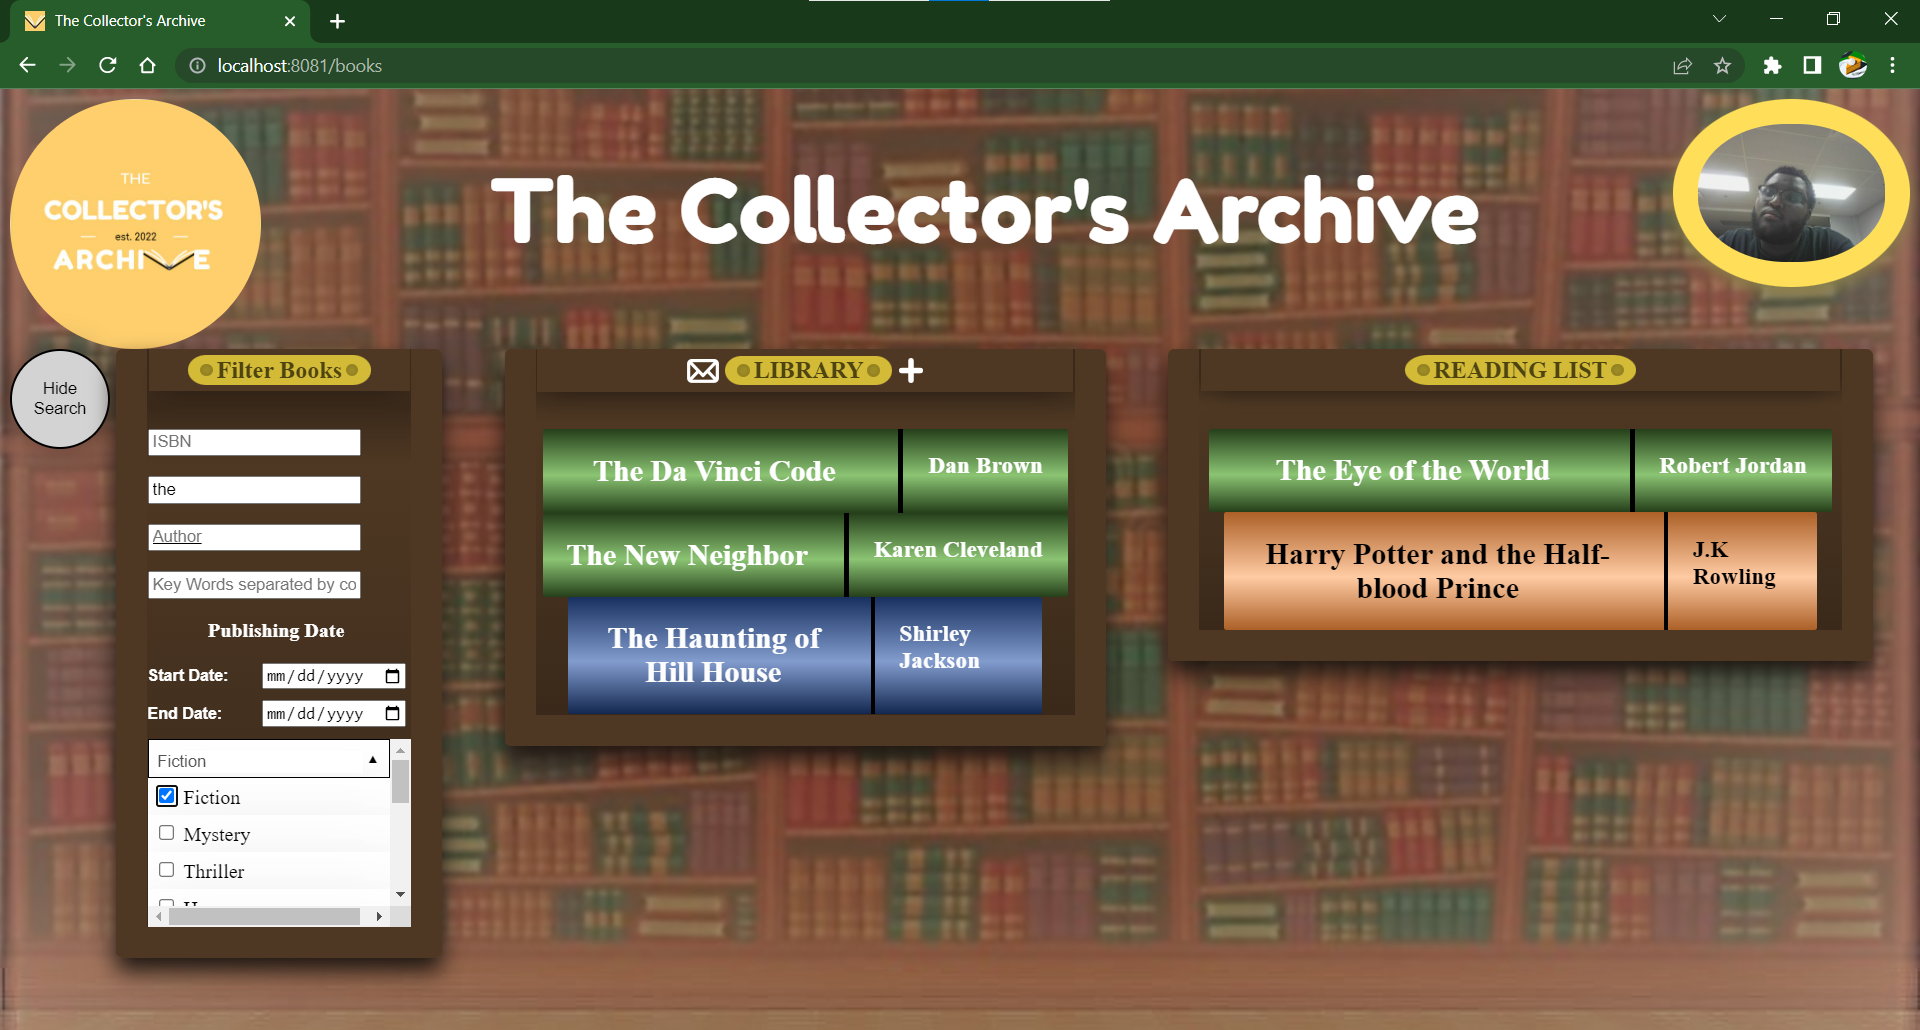 The Collector's Archive
localhost:8081/books
THE
COLLECTOR'S
est. 2022
ARCHIVE
The Collector's Archive
Hide
Search
Filter Books
ISBN
the
Author
Key Words separated by co
Publishing Date
Start Date:
mm/dd/yyyy
End Date:
mm/dd/yyyy
Fiction
Fiction
Mystery
Thriller
LIBRARY
The Da Vinci Code
Dan Brown
The New Neighbor
Karen Cleveland
The Haunting of
Hill House
Shirley
Jackson
READING LIST
The Eye of the World
Robert Jordan
Harry Potter and the Half-
blood Prince
J.K
Rowling